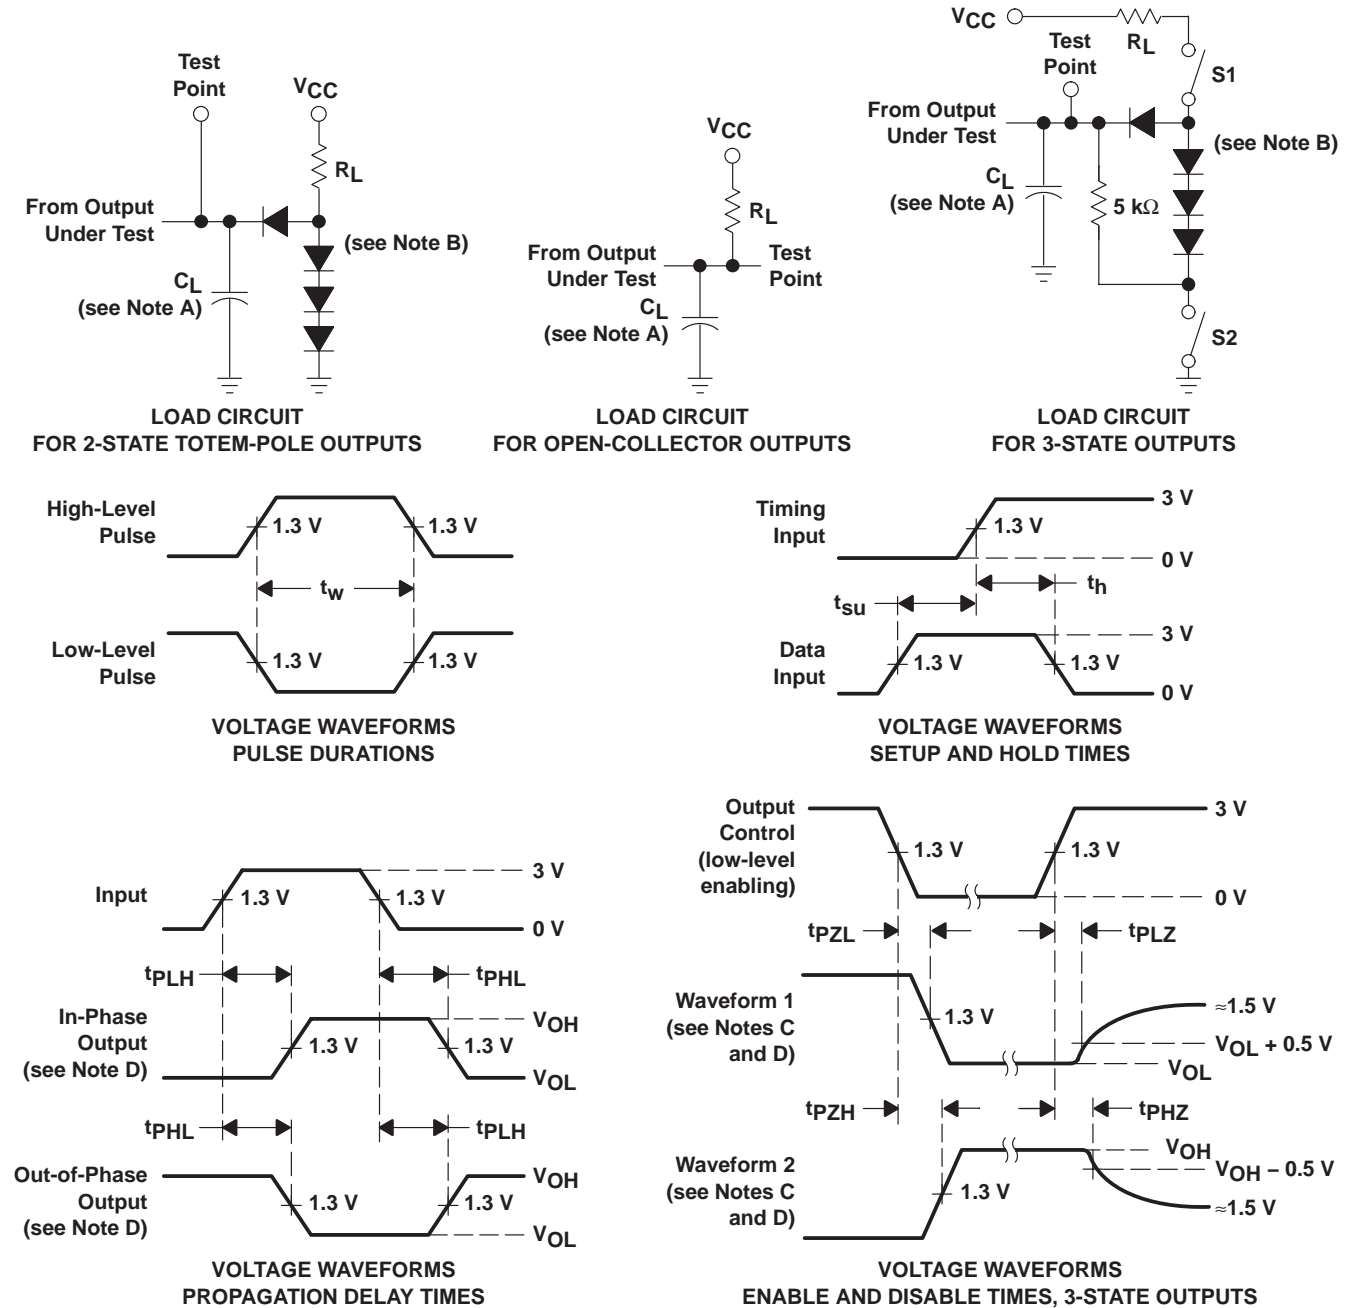 Test
Point
VCC
RL
From Output
Under Test
(see Note B)
CL
(see Note A)
LOAD CIRCUIT
FOR 2-STATE TOTEM-POLE OUTPUTS
VCC
RL
From Output
Under Test
Test
Point
CL
(see Note A)
LOAD CIRCUIT
FOR OPEN-COLLECTOR OUTPUTS
VCC
RL
Test
Point
S1
From Output
Under Test
(see Note B)
CL
(see Note A)
5 kΩ
S2
LOAD CIRCUIT
FOR 3-STATE OUTPUTS
High-Level
Pulse
1.3 V
1.3 V
tw
Low-Level
Pulse
1.3 V
1.3 V
VOLTAGE WAVEFORMS
PULSE DURATIONS
Timing
Input
1.3 V
3 V
0 V
th
tsu
Data
Input
1.3 V
1.3 V
3 V
0 V
VOLTAGE WAVEFORMS
SETUP AND HOLD TIMES
Input
1.3 V
1.3 V
3 V
0 V
tPLH
tPHL
In-Phase
Output
(see Note D)
1.3 V
1.3 V
VOH
VOL
tPHL
tPLH
Out-of-Phase
Output
(see Note D)
1.3 V
1.3 V
VOH
VOL
VOLTAGE WAVEFORMS
PROPAGATION DELAY TIMES
Output
Control
(low-level
enabling)
1.3 V
1.3 V
3 V
0 V
tPZL
tPLZ
Waveform 1
(see Notes C
and D)
1.3 V
≈1.5 V
VOL + 0.5 V
VOL
tPZH
tPHZ
Waveform 2
(see Notes C
and D)
1.3 V
VOH
VOH – 0.5 V
≈1.5 V
VOLTAGE WAVEFORMS
ENABLE AND DISABLE TIMES, 3-STATE OUTPUTS